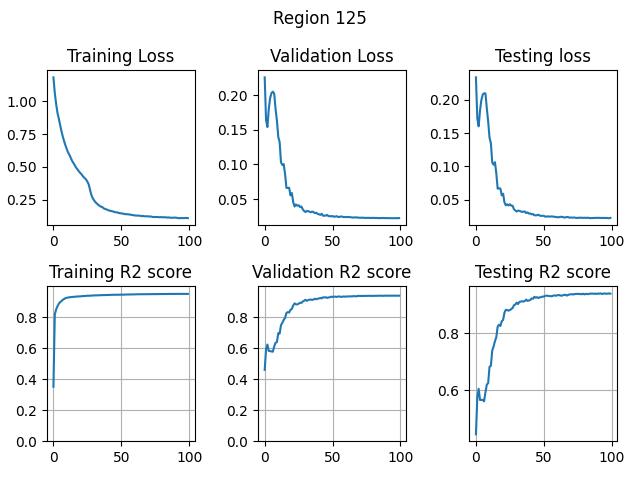 Region 125
Training Loss
Validation Loss
Testing loss
1.00
0.75
0.50
0.25
0 50 100
0.20
0.15
0.10
0.05
0 50 100
0.20
0.15
0.10
0.05
0 50 100
Training R2 score
Validation R2 score
Testing R2 score
0.8
0.6
0.4
0.2
0.0
0 50 100
0.8
0.6
0.4
0.2
0.0
0 50 100
0.8
0.6
0 50 100